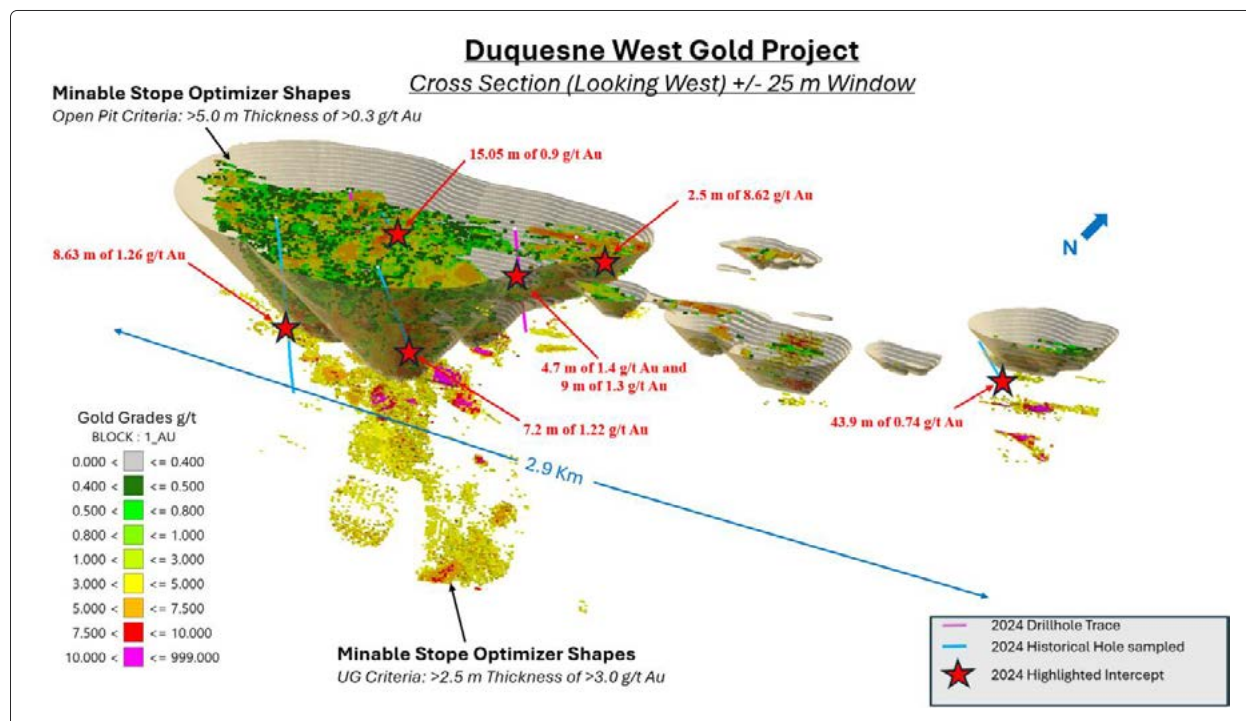 Duquesne West Gold Project
Cross Section (Looking West) +/- 25 m Window
Minable Stope Optimizer Shapes
Open Pit Criteria: >5.0 m Thickness of >0.3 g/t Au
15.05 m of 0.9 g/t Au
2.5 m of 8.62 g/t Au
N
8.63 m of 1.26 g/t Au
4.7 m of 1.4 g/t Au and
9 m of 1.3 g/t Au
43.9 m of 0.74 g/t Au
7.2 m of 1.22 g/t Au
2.9 Km
Gold Grades g/t
BLOCK : 1_AU
0.000 < <= 0.400
0.400 < <= 0.500
0.500 < <= 0.800
0.800 < <= 1.000
1.000 < <= 3.000
3.000 < <= 5.000
5.000 < <= 7.500
7.500 < <= 10.000
10.000 < <= 999.000
Minable Stope Optimizer Shapes
UG Criteria: >2.5 m Thickness of >3.0 g/t Au
2024 Drillhole Trace
2024 Historical Hole sampled
2024 Highlighted Intercept